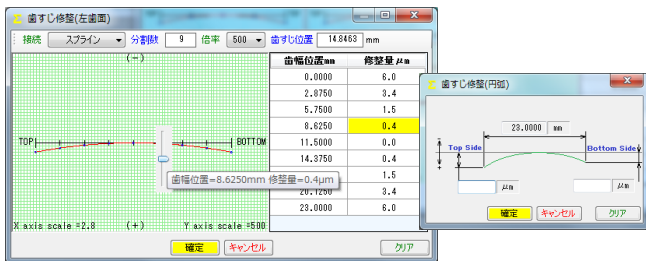 歯すじ修整(左歯面)
接続 スプライン 分割数 9 倍率 500 歯すじ位置 14.8463 mm
(-)
TOP
BOTTOM
X axis scale =2.8 (+) Y axis scale =500
歯幅位置mm 修整量μm
0.0000 6.0
2.8750 3.4
5.7500 1.5
8.6250 0.4
11.5000 0.0
14.3750 0.4
1.5
20.1250 3.4
23.0000 6.0
歯幅位置=8.6250mm 修整量=0.4μm
確定 キャンセル クリア
歯すじ修整(円弧)
23.0000 mm
Top Side
Bottom Side
μm μm
確定 キャンセル クリア